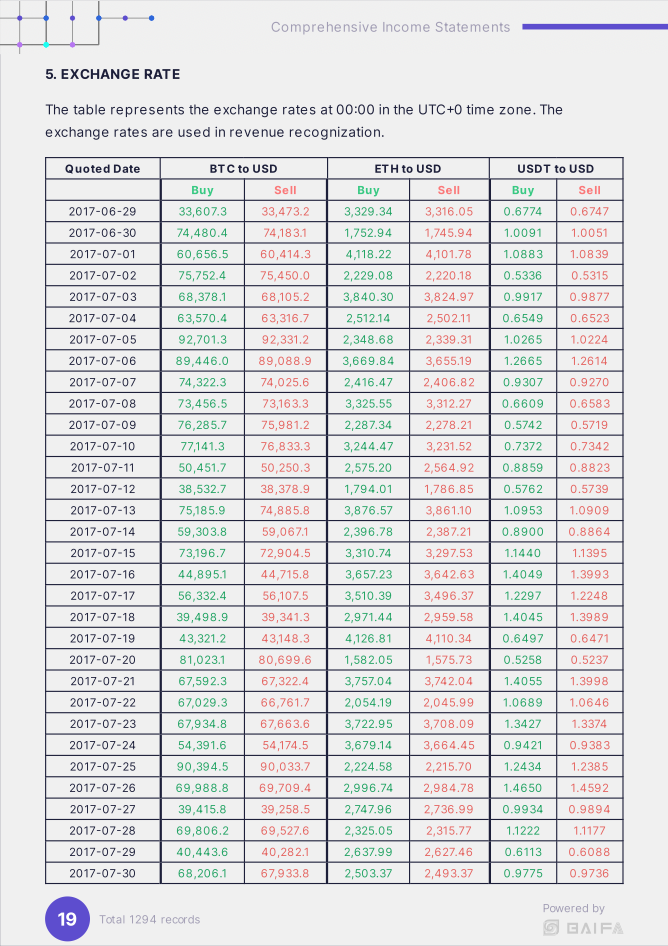 Comprehensive Income Statements
5. EXCHANGE RATE
The table represents the exchange rates at 00:00 in the UTC+0 time zone. The
exchange rates are used in revenue recognization.
Quoted Date BTC to USD ETH to USD USDT to USD
Buy Sell Buy Sell Buy Sell
2017-06-29 33,607.3 33,473.2 3,329.34 3,316.05 0.6774 0.6747
2017-06-30 74,480.4 74,183.1 1,752.94 1,745.94 1.0091 1.0051
2017-07-01 60,656.5 60,414.3 4,118.22 4,101.78 1.0883 1.0839
2017-07-02 75,752.4 75,450.0 2,229.08 2,220.18 0.5336 0.5315
2017-07-03 68,378.1 68,105.2 3,840.30 3,824.97 0.9917 0.9877
2017-07-04 63,570.4 63,316.7 2,512.14 2,502.11 0.6549 0.6523
2017-07-05 92,701.3 92,331.2 2,348.68 2,339.31 1.0265 1.0224
2017-07-06 89,446.0 89,088.9 3,669.84 3,655.19 1.2665 1.2614
2017-07-07 74,322.3 74,025.6 2,416.47 2,406.82 0.9307 0.9270
2017-07-08 73,456.5 73,163.3 3,325.55 3,312.27 0.6609 0.6583
2017-07-09 76,285.7 75,981.2 2,287.34 2,278.21 0.5742 0.5719
2017-07-10 77,141.3 76,833.3 3,244.47 3,231.52 0.7372 0.7342
2017-07-11 50,451.7 50,250.3 2,575.20 2,564.92 0.8859 0.8823
2017-07-12 38,532.7 38,378.9 1,794.01 1,786.85 0.5762 0.5739
2017-07-13 75,185.9 74,885.8 3,876.57 3,861.10 1.0953 1.0909
2017-07-14 59,303.8 59,067.1 2,396.78 2,387.21 0.8900 0.8864
2017-07-15 73,196.7 72,904.5 3,310.74 3,297.53 1.1440 1.1395
2017-07-16 44,895.1 44,715.8 3,657.23 3,642.63 1.4049 1.3993
2017-07-17 56,332.4 56,107.5 3,510.39 3,496.37 1.2297 1.2248
2017-07-18 39,498.9 39,341.3 2,971.44 2,959.58 1.4045 1.3989
2017-07-19 43,321.2 43,148.3 4,126.81 4,110.34 0.6497 0.6471
2017-07-20 81,023.1 80,699.6 1,582.05 1,575.73 0.5258 0.5237
2017-07-21 67,592.3 67,322.4 3,757.04 3,742.04 1.4055 1.3998
2017-07-22 67,029.3 66,761.7 2,054.19 2,045.99 1.0689 1.0646
2017-07-23 67,934.8 67,663.6 3,722.95 3,708.09 1.3427 1.3374
2017-07-24 54,391.6 54,174.5 3,679.14 3,664.45 0.9421 0.9383
2017-07-25 90,394.5 90,033.7 2,224.58 2,215.70 1.2434 1.2385
2017-07-26 69,988.8 69,709.4 2,996.74 2,984.78 1.4650 1.4592
2017-07-27 39,415.8 39,258.5 2,747.96 2,736.99 0.9934 0.9894
2017-07-28 69,806.2 69,527.6 2,325.05 2,315.77 1.1222 1.1177
2017-07-29 40,443.6 40,282.1 2,637.99 2,627.46 0.6113 0.6088
2017-07-30 68,206.1 67,933.8 2,503.37 2,493.37 0.9775 0.9736
19 Total 1294 records
Powered by
BAIFA